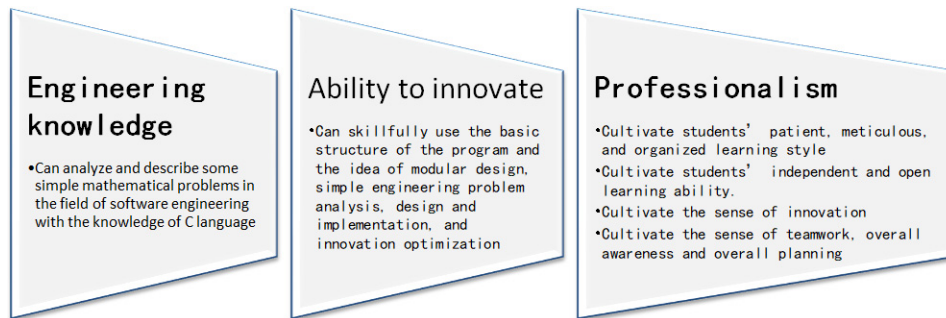 Engineering
knowledge
•Can analyze and describe some
simple mathematical problems in
the field of software engineering
with the knowledge of C language
Ability to innovate
•Can skillfully use the basic
structure of the program and
the idea of modular design,
simple engineering problem
analysis, design and
implementation, and
innovation optimization
Professionalism
•Cultivate students’ patient, meticulous,
and organized learning style
•Cultivate students’ independent and open
learning ability.
•Cultivate the sense of innovation
•Cultivate the sense of teamwork, overall
awareness and overall planning